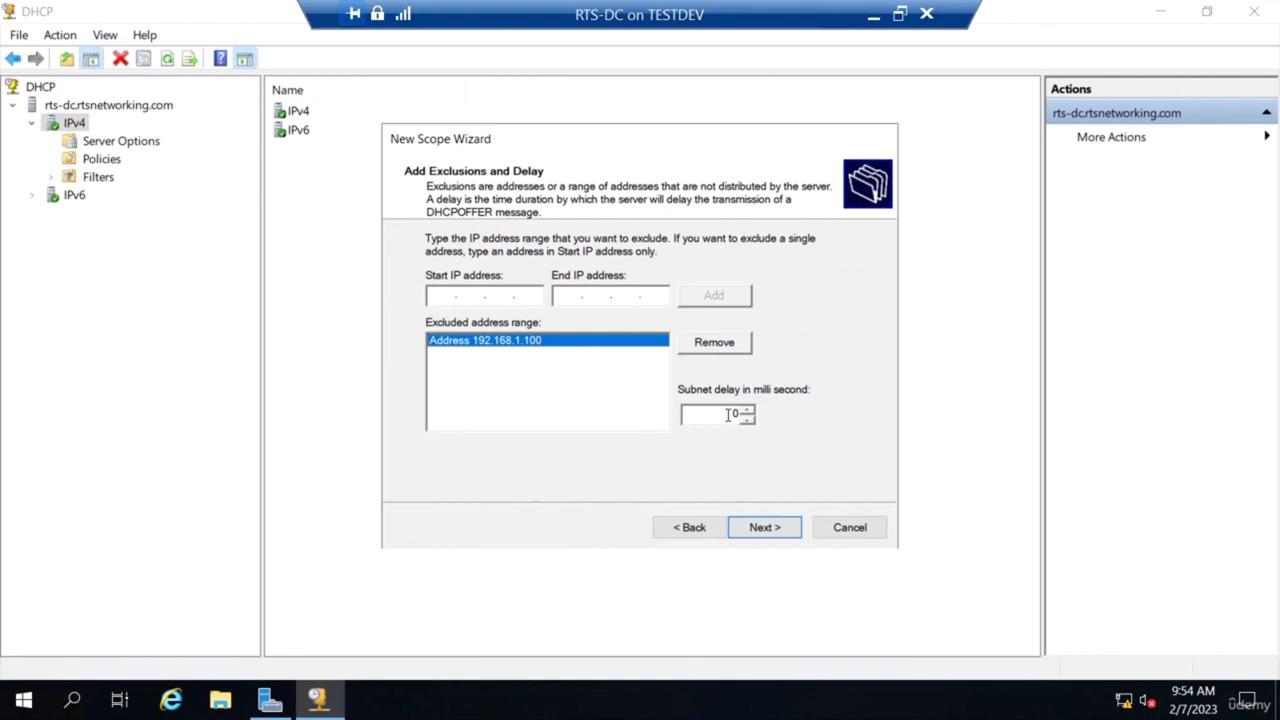 DHCP
RTS-DC on TESTDEV
File Action View Help
DHCP
rts-dc.rtsnetworking.com
IPv4
Server Options
Policies
Filters
IPv6
Name
IPv4
IPv6
New Scope Wizard
Add Exclusions and Delay
Exclusions are addresses or a range of addresses that are not distributed by the server.
A delay is the time duration by which the server will delay the transmission of a
DHCPOFFER message.
Type the IP address range that you want to exclude. If you want to exclude a single
address, type an address in Start IP address only.
Start IP address: End IP address:
. . . . . . Add
Excluded address range:
Address 192.168.1.100
Remove
Subnet delay in milli second:
0
< Back Next > Cancel
Actions
rts-dc.rtsnetworking.com
More Actions
9:54 AM
2/7/2023
udemy